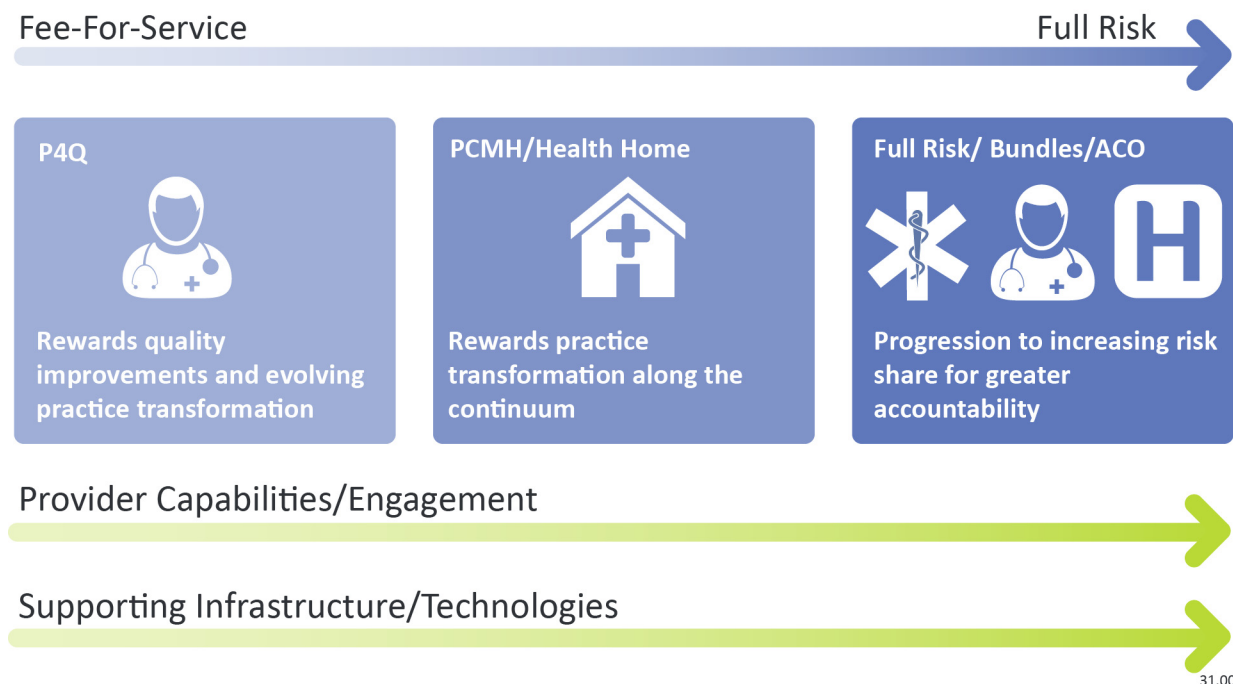 Fee-For-Service
Full Risk
P4Q
Rewards quality
improvements and evolving
practice transformation
PCMH/Health Home
Rewards practice
transformation along the
continuum
Full Risk/ Bundles/ACO
H
Progression to increasing risk
share for greater
accountability
Provider Capabilities/Engagement
Supporting Infrastructure/Technologies
31.00